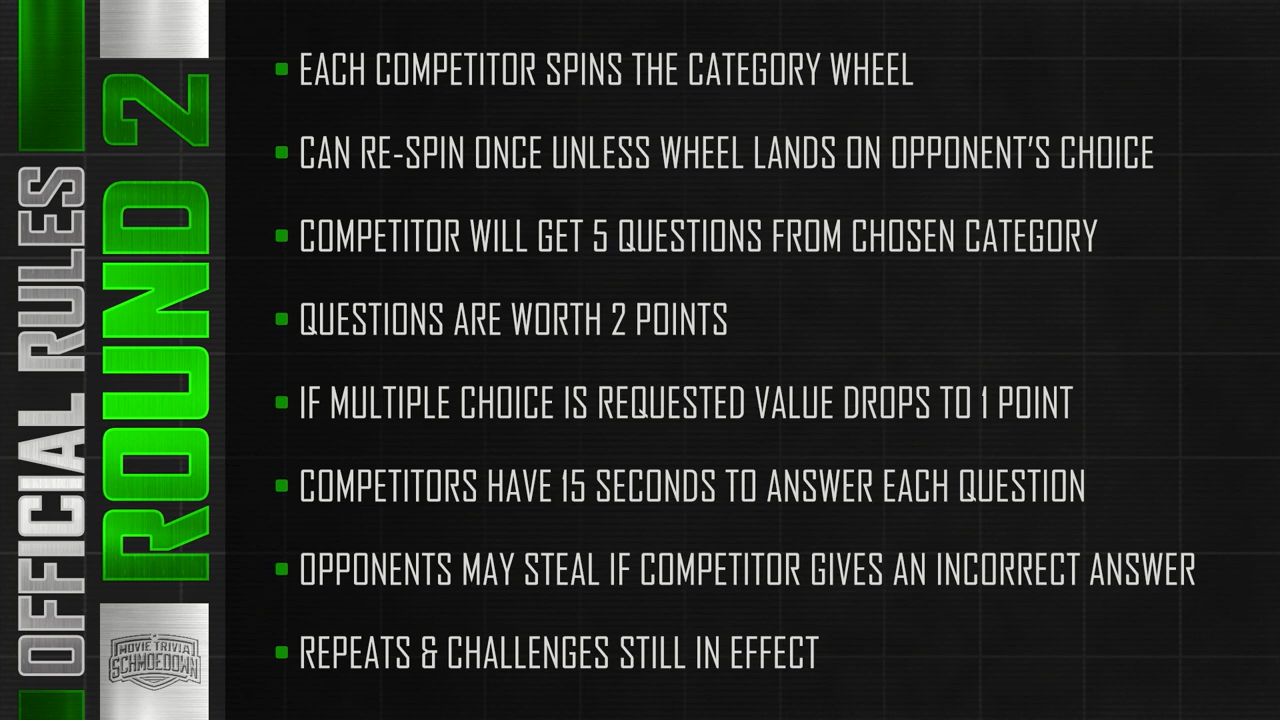 OFFICIAL RULES
ROUND 2
EACH COMPETITOR SPINS THE CATEGORY WHEEL
CAN RE-SPIN ONCE UNLESS WHEEL LANDS ON OPPONENT'S CHOICE
COMPETITOR WILL GET 5 QUESTIONS FROM CHOSEN CATEGORY
QUESTIONS ARE WORTH 2 POINTS
IF MULTIPLE CHOICE IS REQUESTED VALUE DROPS TO 1 POINT
COMPETITORS HAVE 15 SECONDS TO ANSWER EACH QUESTION
OPPONENTS MAY STEAL IF COMPETITOR GIVES AN INCORRECT ANSWER
REPEATS & CHALLENGES STILL IN EFFECT
MOVIE TRIVIA
SCHMOEDOWN